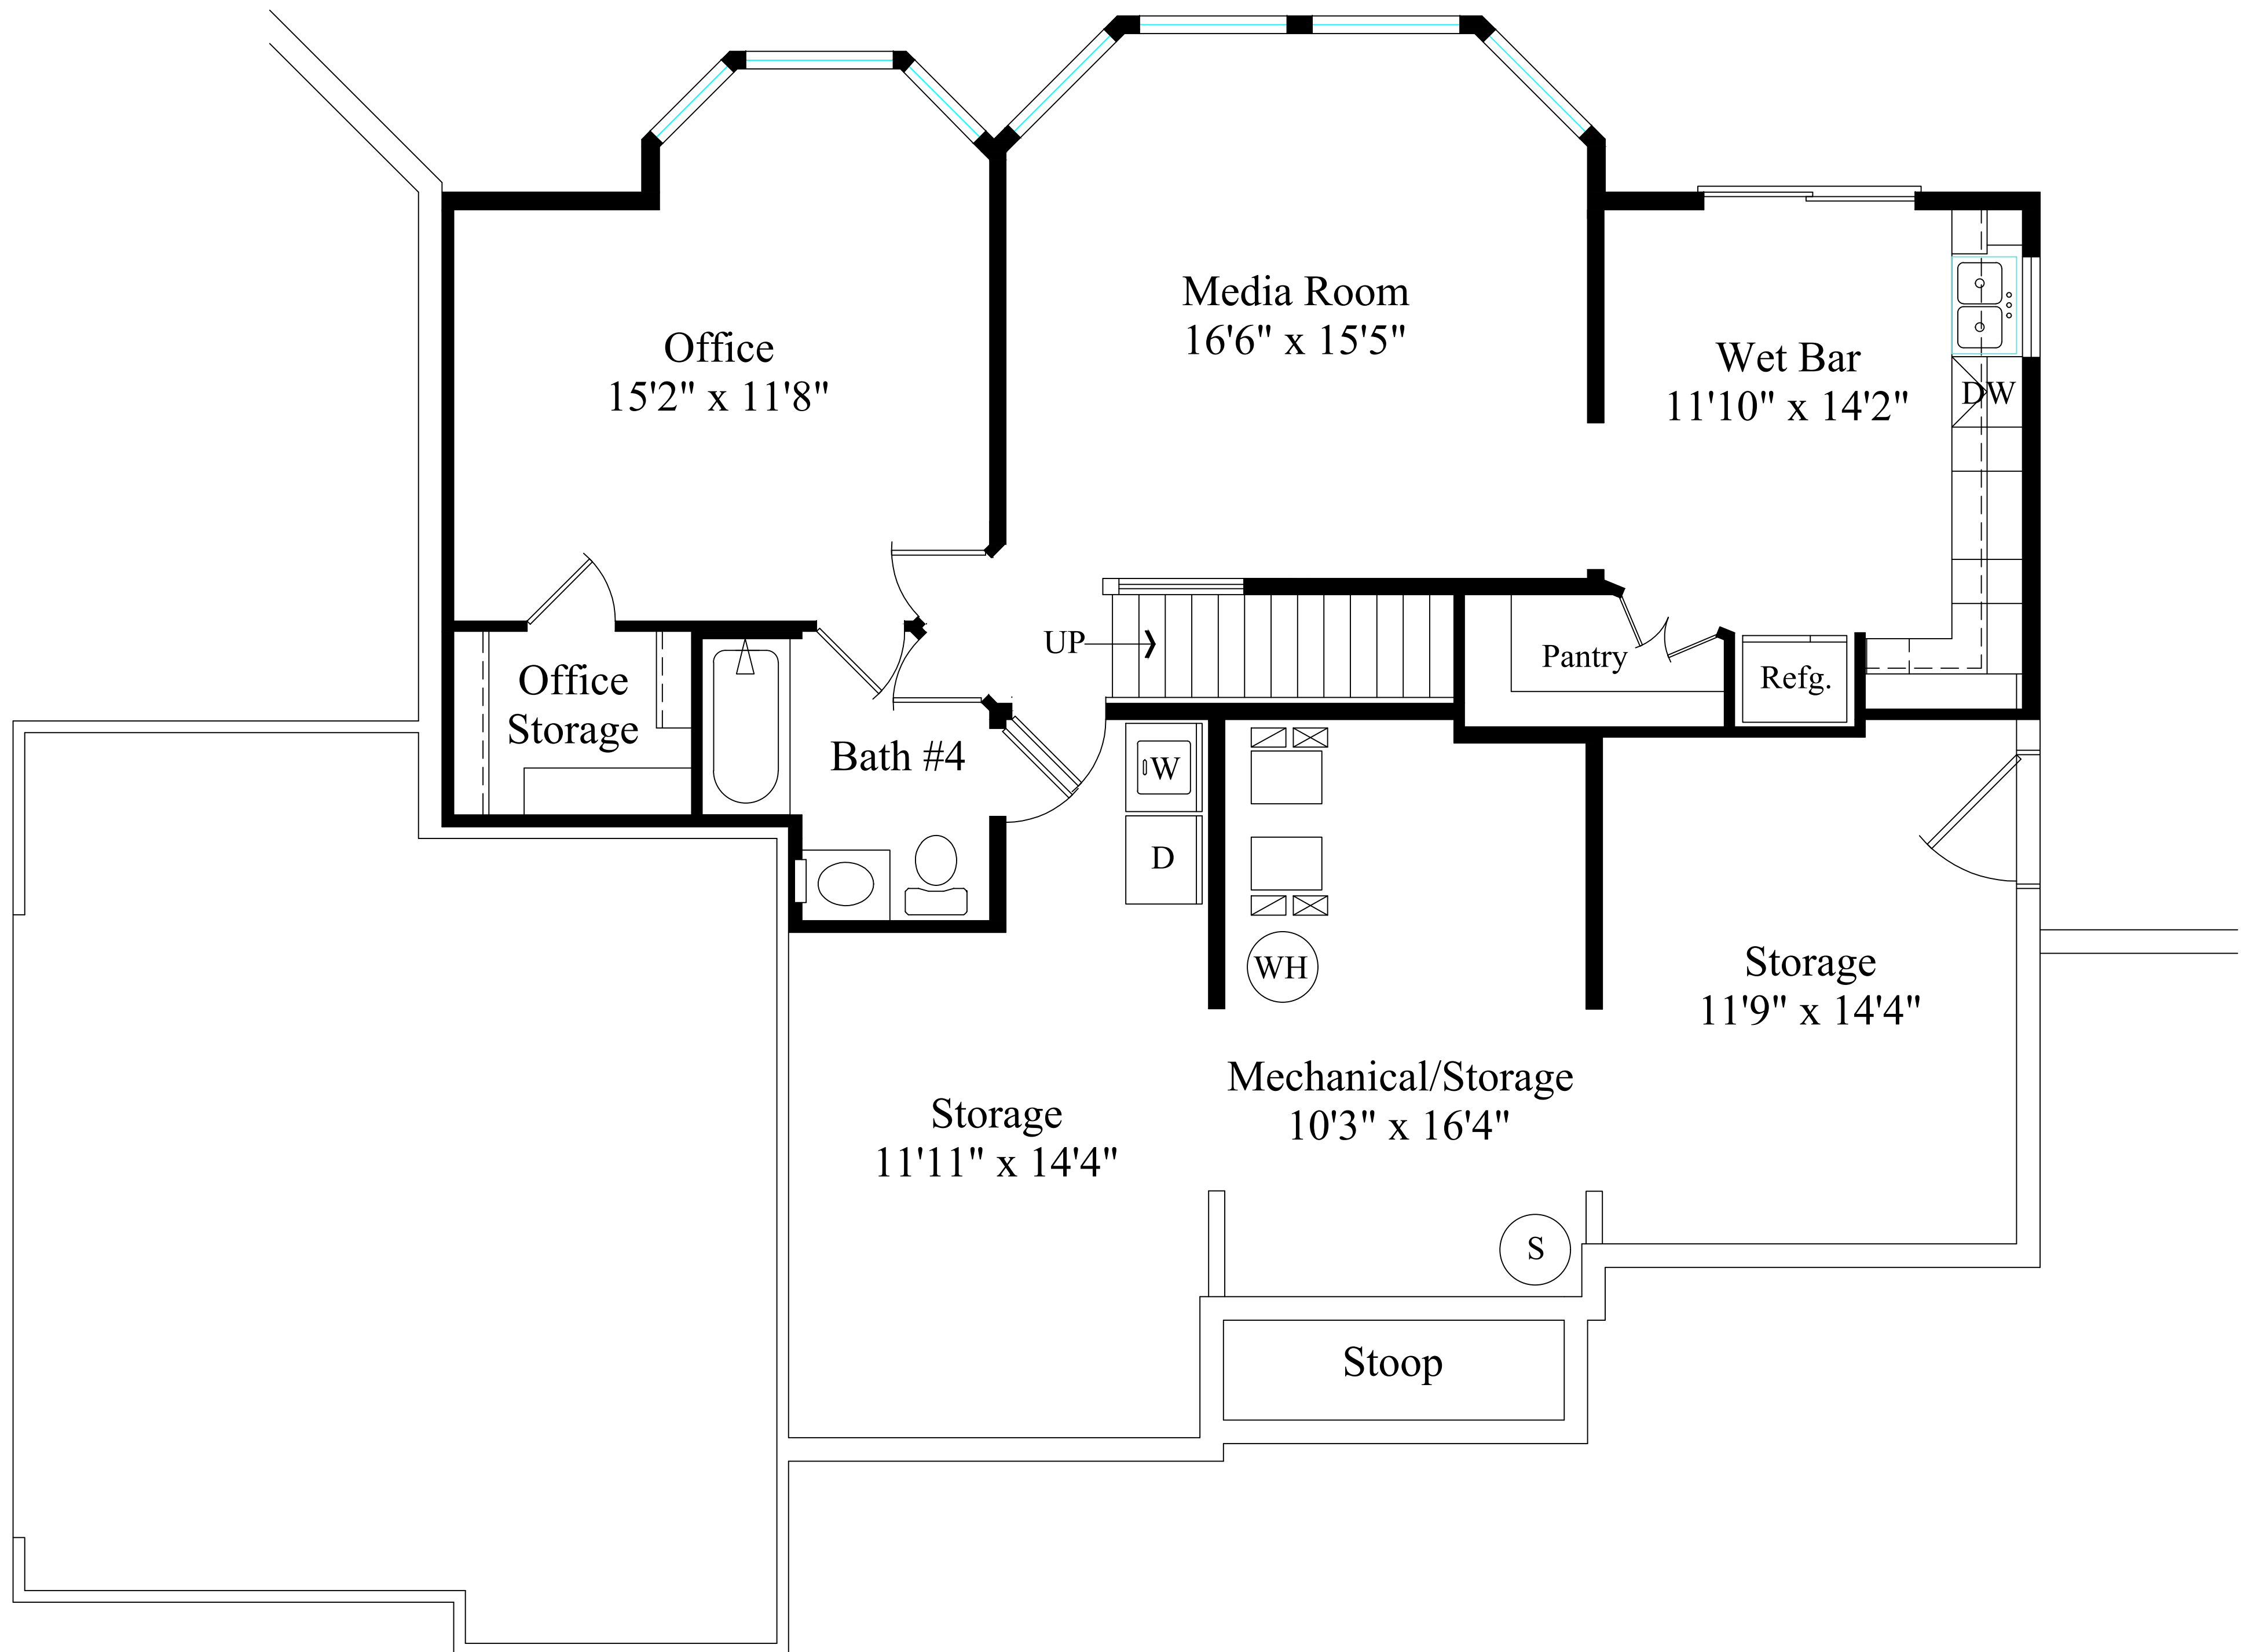 Media Room
16'6" x 15'5"
Office
15'2" x 11'8"
Wet Bar
11'10" x 14'2"
DW
UP
Pantry
Refg.
Office
Storage
Bath #4
W
D
WH
Storage
11'9" x 14'4"
Mechanical/Storage
10'3" x 16'4"
Storage
11'11" x 14'4"
S
Stoop